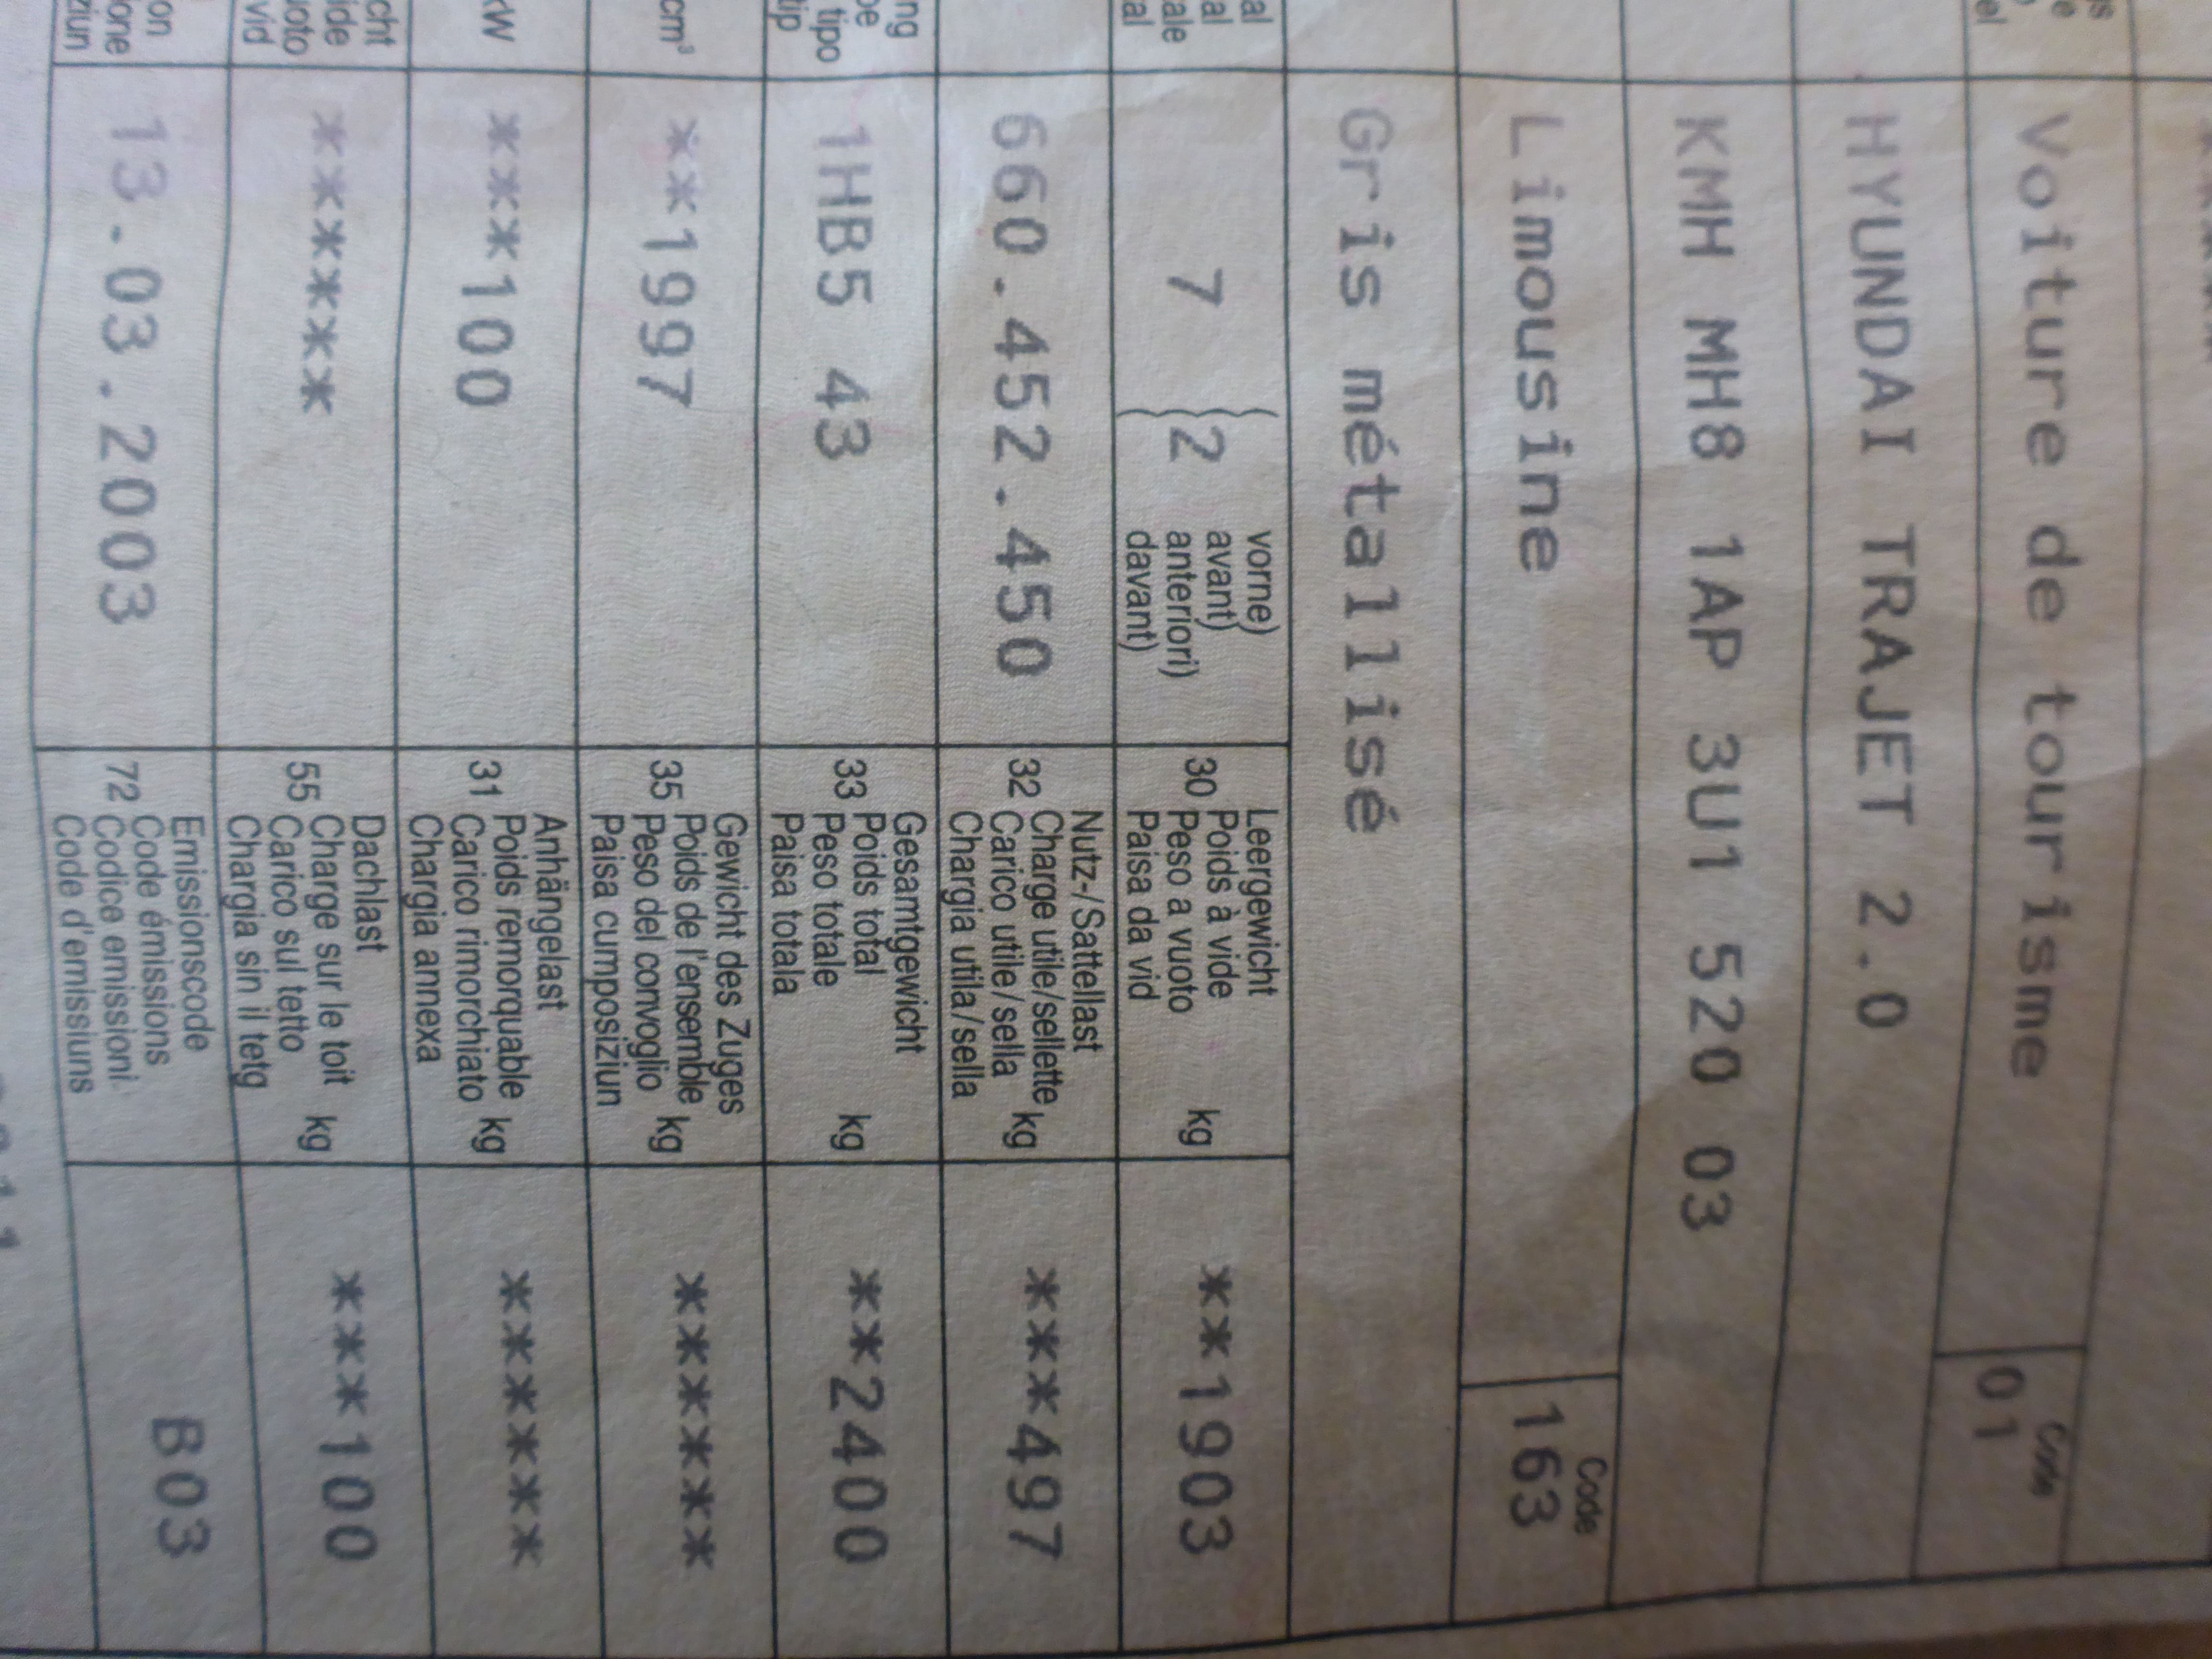 Voiture de tourisme
Code
01
HYUNDAI TRAJET 2.0
KMH MH8 1AP 3U1 520 03
Limousine
Code
163
Gris métallisé
7 2
vorne)
avant)
anteriori)
davant)
Leergewicht
Poids à vide
30 Peso a vuoto kg
Paisa da vid
**1903
660.452.450
Nutz-/Sattellast
Charge utile/sellette
32 Carico utile/sella kg
Chargia utila/sella
***497
tipo
tip
1HB5 43
Gesamtgewicht
Poids total
33 Peso totale kg
Paisa totala
**2400
cm³
**1997
Gewicht des Zuges
Poids de l'ensemble
35 Peso del convoglio kg
Paisa cumposiziun
******
kW
***100
Anhängelast
Poids remorquable
31 Carico rimorchiato kg
Chargia annexa
******
vid
******
Dachlast
Charge sur le toit
55 Carico sul tetto kg
Chargia sin il tetg
***100
13.03.2003
Emissionscode
Code émissions
72 Codice emissioni
Code d'emissiuns
B03